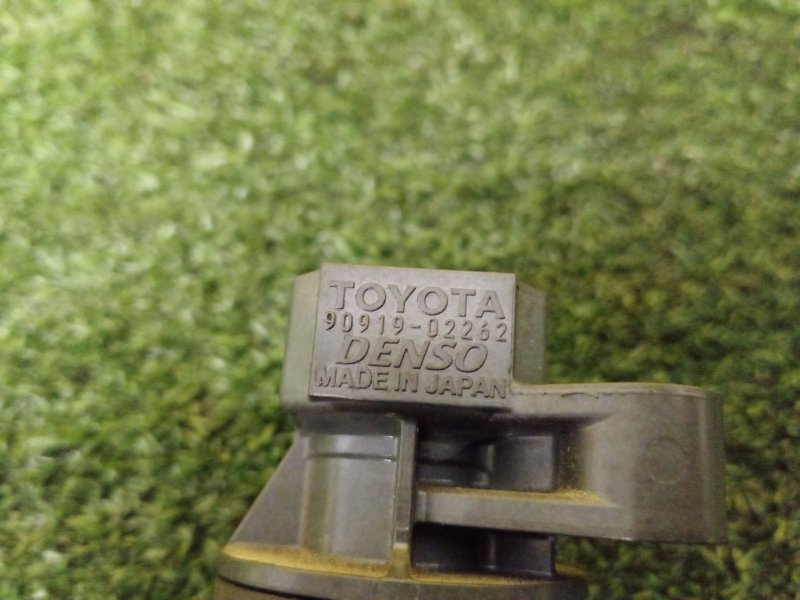 TOYOTA
90919-02262
DENSO
MADE IN JAPAN